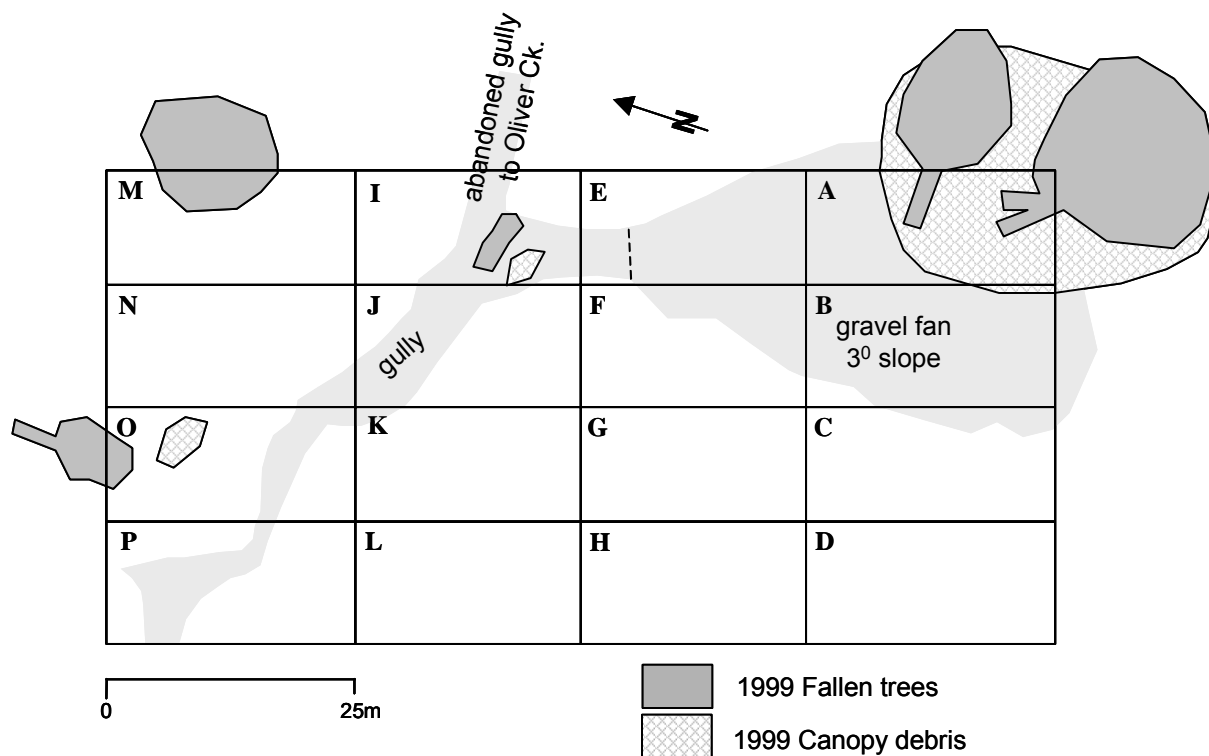 abandoned gully
to Oliver Ck.
N
M
I
E
A
N
J
F
B
gravel fan
3⁰ slope
gully
O
K
G
C
P
L
H
D
0
25m
1999 Fallen trees
1999 Canopy debris